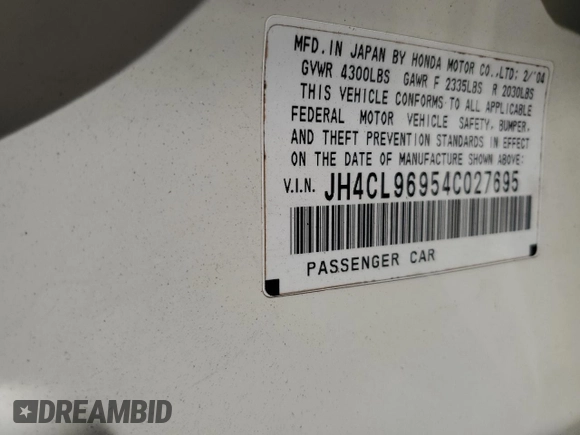 MFD. IN JAPAN BY HONDA MOTOR CO.,LTD: 2/'04
GVWR 4300LBS GAWR F 2335LBS R 2030LBS
THIS VEHICLE CONFORMS TO ALL APPLICABLE
FEDERAL MOTOR VEHICLE SAFETY, BUMPER,
AND THEFT PREVENTION STANDARDS IN EFFECT
ON THE DATE OF MANUFACTURE SHOWN ABOVE:
V.I.N. JH4CL96954C027695
PASSENGER CAR
DREAMBID